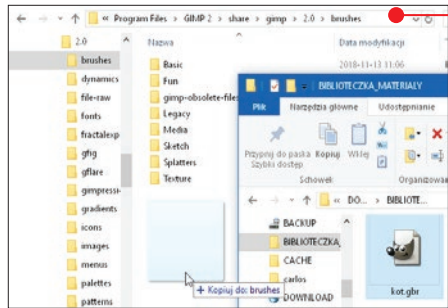 « Program Files » GIMP 2 » share » gimp » 2.0 » brushes
2.0
brushes
dynamics
file-raw
fonts
fractalexp
gfig
gflare
gimpressi
gradients
icons
images
menus
palettes
patterns
Nazwa
Data modyfikacji
Basic
2018-11-13 11:06
Fun
gimp-obsolete-files
Legacy
Media
Sketch
Splatters
Texture
+ Kopiuj do: brushes
BIBLIOTECZKA_MATERIALY
Plik
Narzędzia główne
Udostępnianie
Przypnij do paska Szybki dostęp
Kopiuj
Wklej
Schowek
Organizowan
« DO... » BIBLIOTE...
BACKUP
BIBLIOTECZKA_
CACHE
carlos
DOWNLOAD
kot.gbr